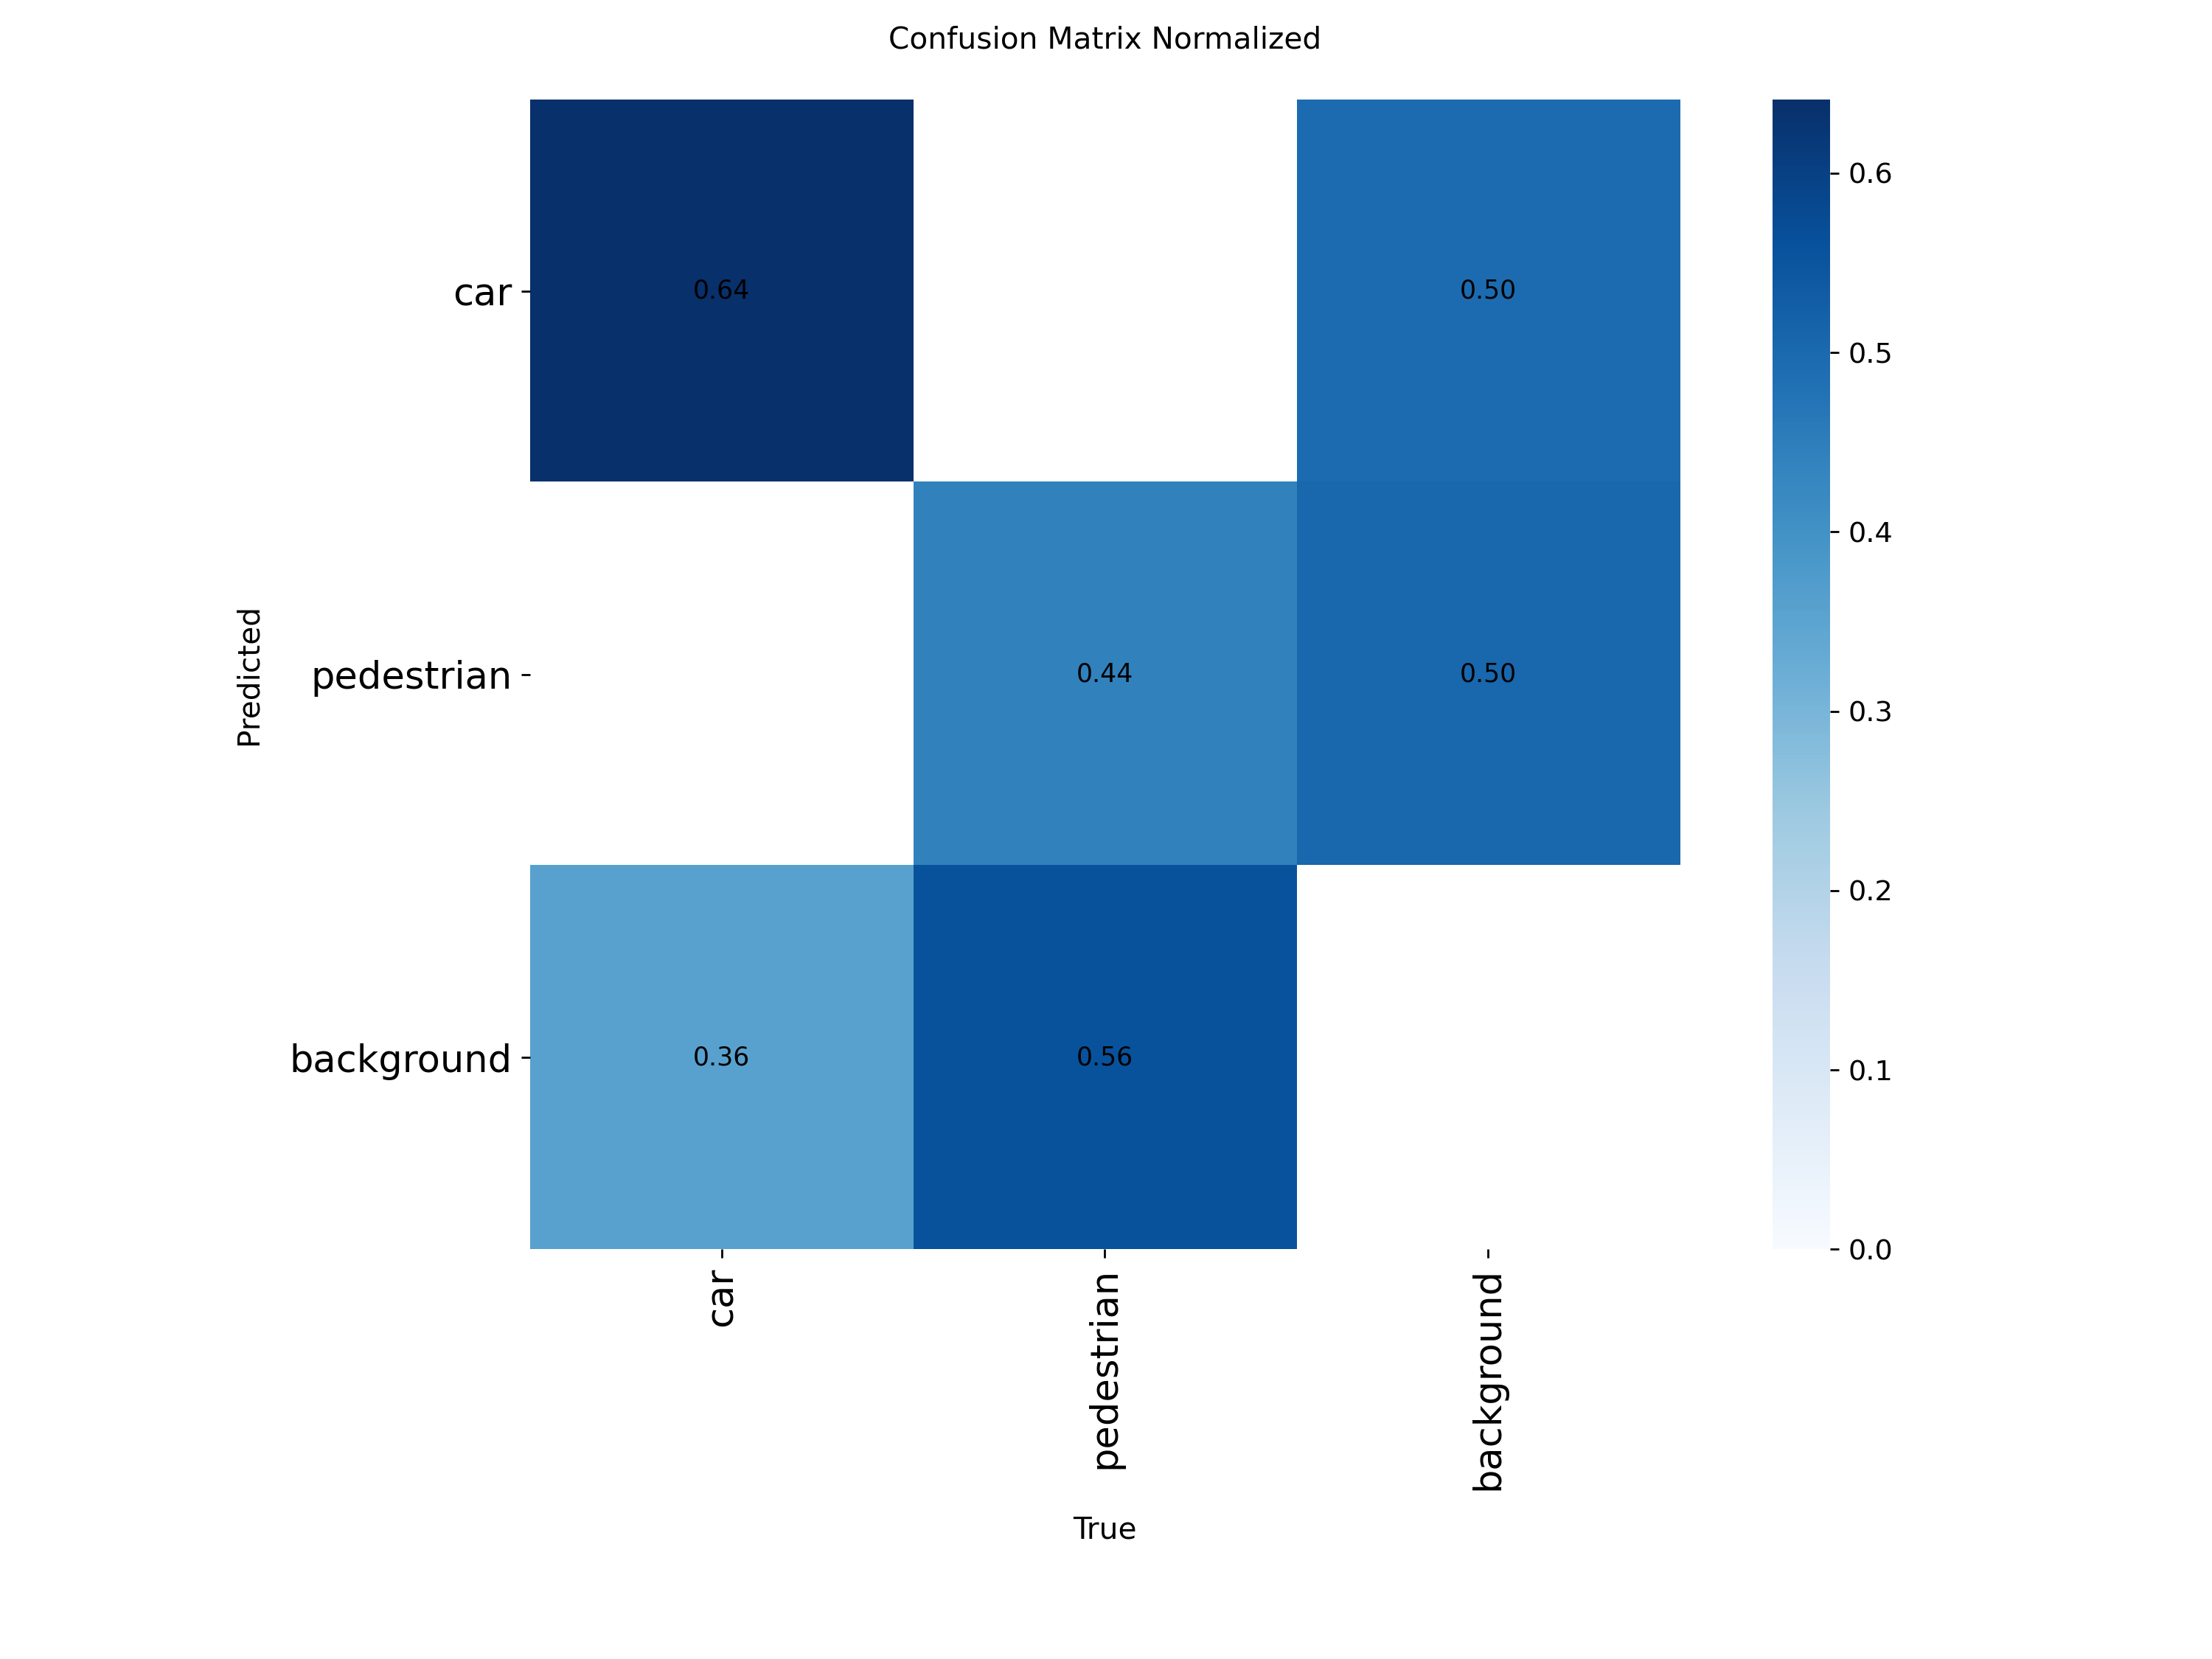 Confusion Matrix Normalized
car
0.64
0.50
pedestrian
0.44
0.50
background
0.36
0.56
Predicted
car
pedestrian
background
True
0.6
0.5
0.4
0.3
0.2
0.1
0.0